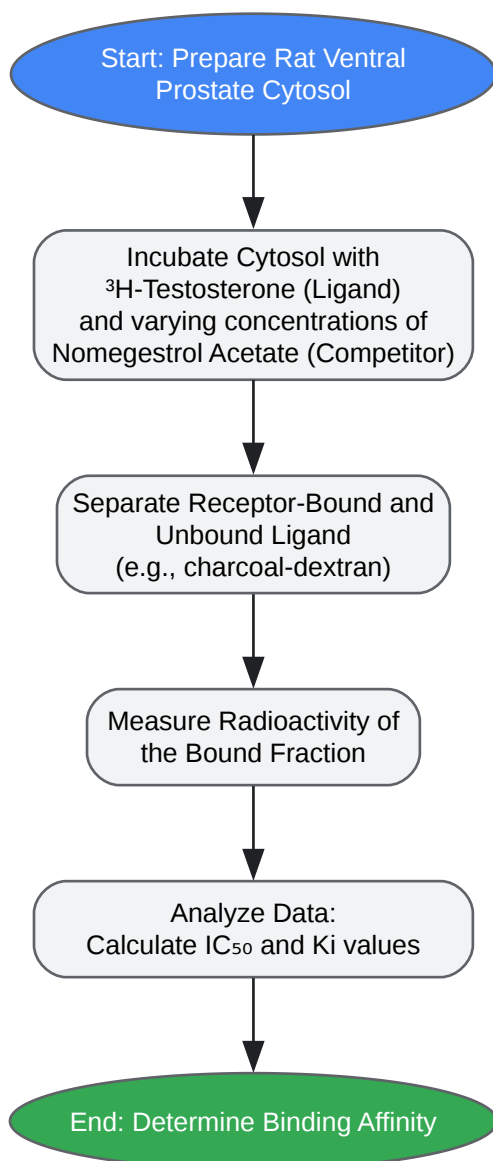 Start: Prepare Rat Ventral
Prostate Cytosol
Incubate Cytosol with
³H-Testosterone (Ligand)
and varying concentrations of
Nomegestrol Acetate (Competitor)
Separate Receptor-Bound and
Unbound Ligand
(e.g., charcoal-dextran)
Measure Radioactivity of
the Bound Fraction
Analyze Data:
Calculate IC₅₀ and Ki values
End: Determine Binding Affinity